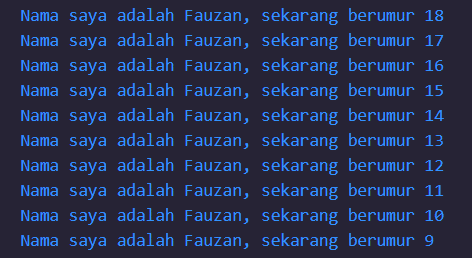 Nama saya adalah Fauzan, sekarang berumur 18
Nama saya adalah Fauzan, sekarang berumur 17
Nama saya adalah Fauzan, sekarang berumur 16
Nama saya adalah Fauzan, sekarang berumur 15
Nama saya adalah Fauzan, sekarang berumur 14
Nama saya adalah Fauzan, sekarang berumur 13
Nama saya adalah Fauzan, sekarang berumur 12
Nama saya adalah Fauzan, sekarang berumur 11
Nama saya adalah Fauzan, sekarang berumur 10
Nama saya adalah Fauzan, sekarang berumur 9